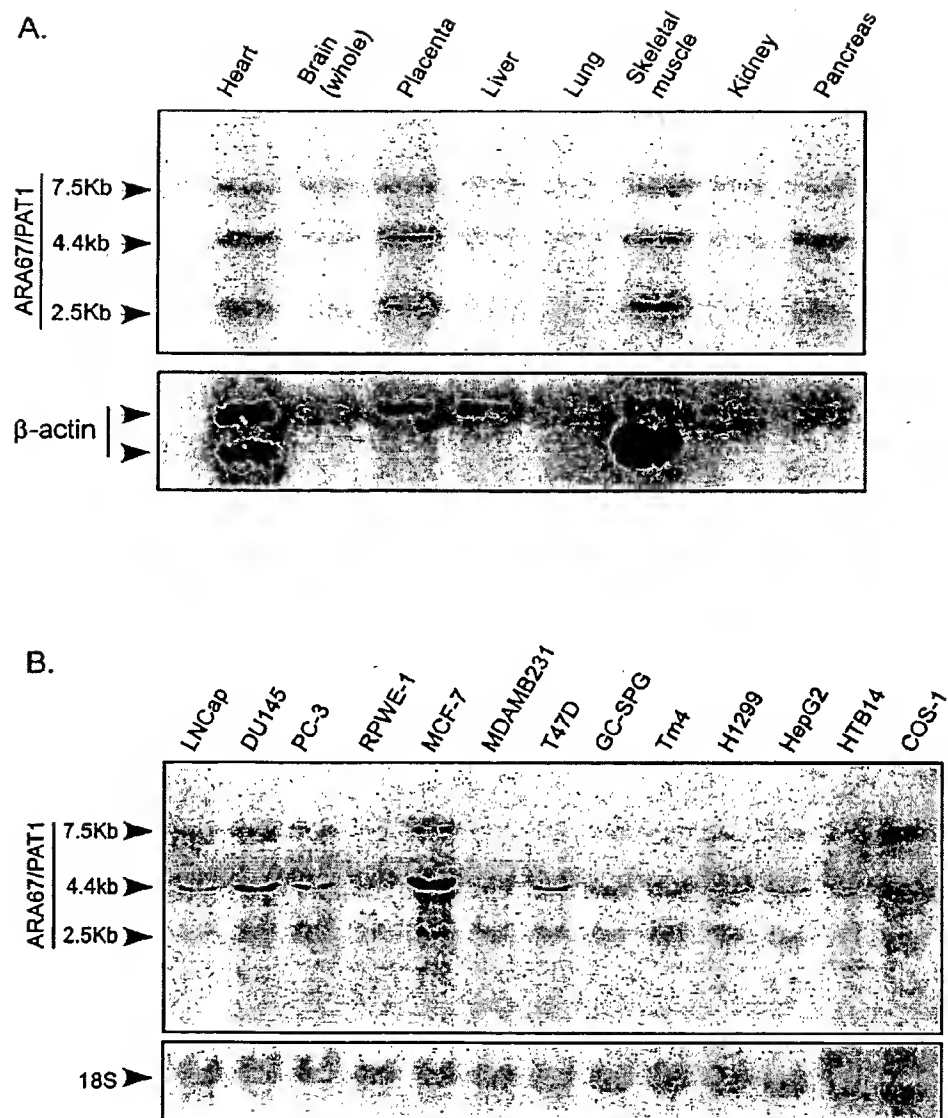 A.
Heart
Brain
(whole)
Placenta
Liver
Lung
Skeletal
muscle
Kidney
Pancreas
ARA67/PAT1
7.5Kb
4.4kb
2.5Kb
β-actin
B.
LNCap
DU145
PC-3
RPWE-1
MCF-7
MDAMB231
T47D
GC-SPG
Tm4
H1299
HepG2
HTB14
COS-1
ARA67/PAT1
7.5Kb
4.4kb
2.5Kb
18S